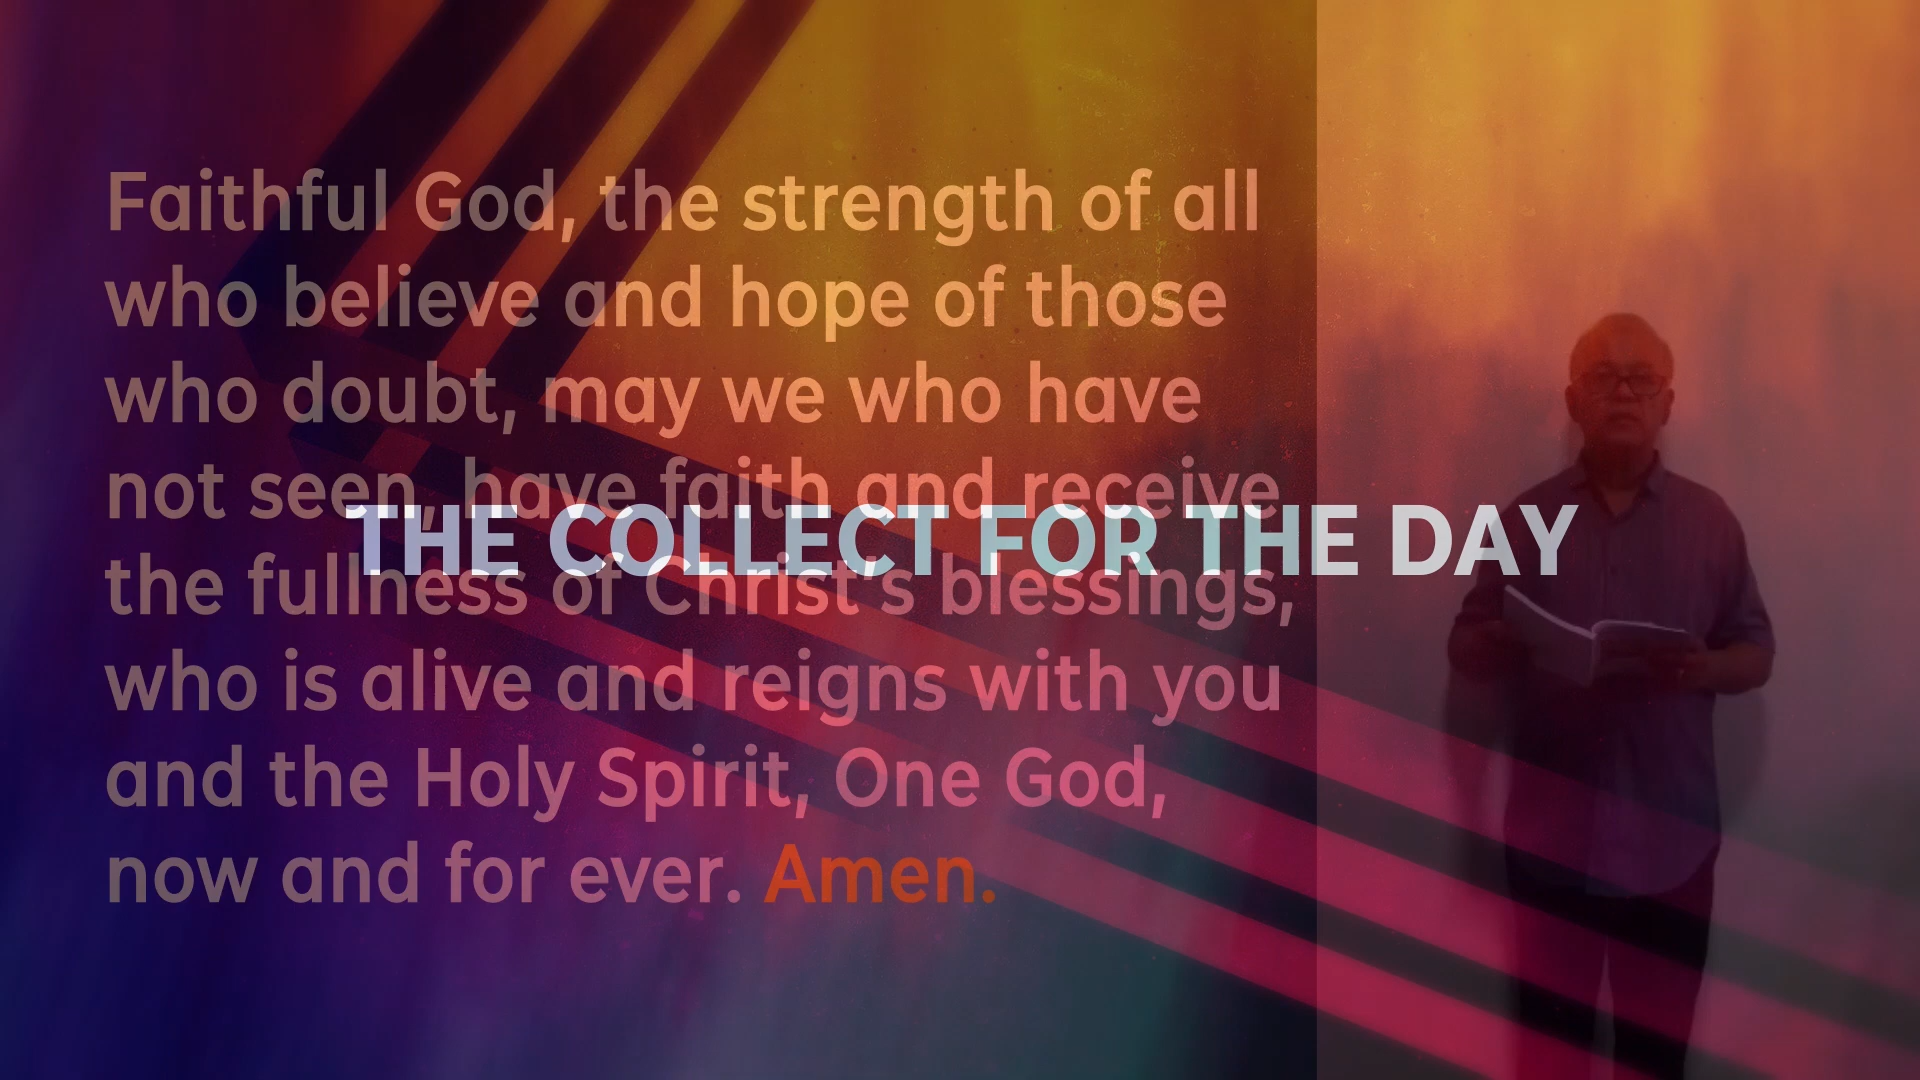 Faithful God, the strength of all
who believe and hope of those
who doubt, may we who have
not seen, have faith and receive
THE COLLECT FOR THE DAY
the fullness of Christ's blessings,
who is alive and reigns with you
and the Holy Spirit, One God,
now and for ever. Amen.